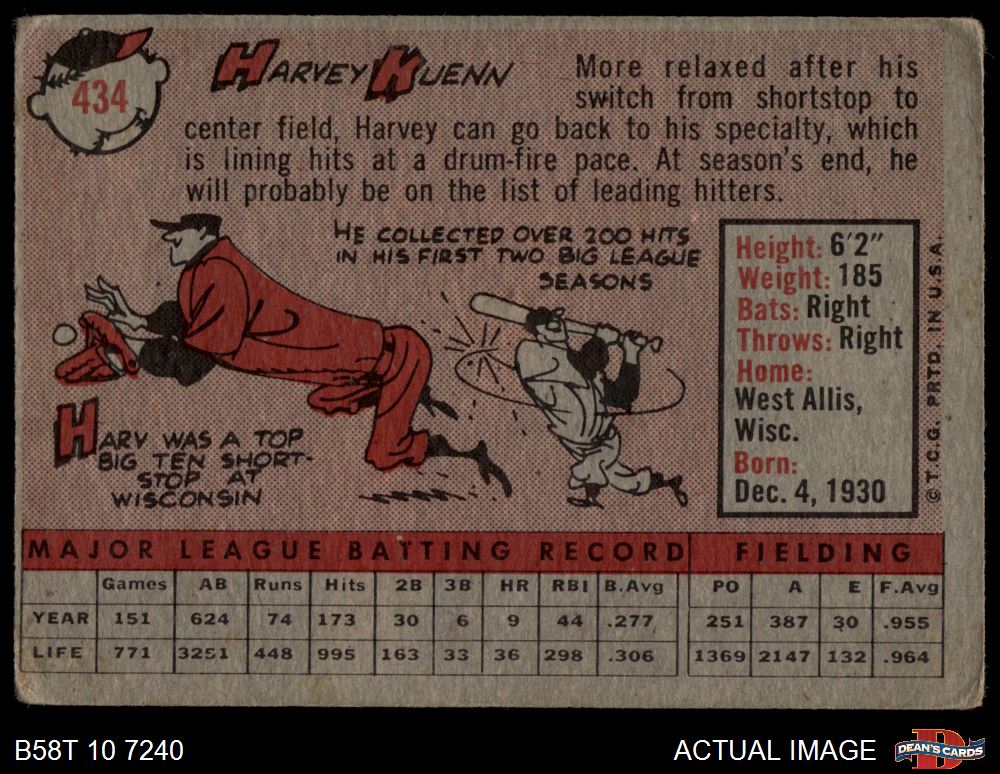 434
HARVEY KUENN
More relaxed after his
switch from shortstop to
center field, Harvey can go back to his specialty, which
is lining hits at a drum-fire pace. At season's end, he
will probably be on the list of leading hitters.
HE COLLECTED OVER 200 HITS
IN HIS FIRST TWO BIG LEAGUE
SEASONS
HARV WAS A TOP
BIG TEN SHORT-
STOP AT
WISCONSIN
Height: 6'2"
Weight: 185
Bats: Right
Throws: Right
Home:
West Allis,
Wisc.
Born:
Dec. 4, 1930
© T.C.G. PRTD. IN U.S.A.
MAJOR LEAGUE BATTING RECORD FIELDING
Games AB Runs Hits 2B 3B HR RBI B.Avg PO A E F.Avg
YEAR 151 624 74 173 30 6 9 44 .277 251 387 30 .955
LIFE 771 3251 448 995 163 33 36 298 .306 1369 2147 132 .964
B58T 10 7240
ACTUAL IMAGE
D
DEAN'S CARDS